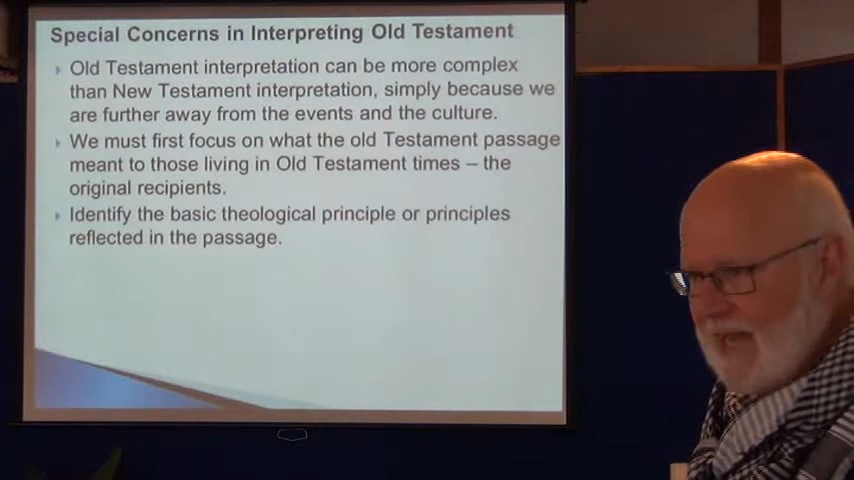 Special Concerns in Interpreting Old Testament
Old Testament interpretation can be more complex
than New Testament interpretation, simply because we
are further away from the events and the culture.
We must first focus on what the old Testament passage
meant to those living in Old Testament times – the
original recipients.
Identify the basic theological principle or principles
reflected in the passage.